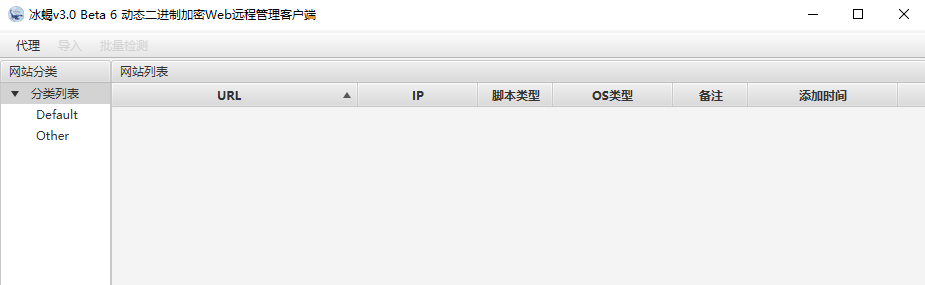 冰蝎v3.0 Beta 6 动态二进制加密Web远程管理客户端
代理 导入 批量检测
网站分类 网站列表
分类列表 URL IP 脚本类型 OS类型 备注 添加时间
Default
Other